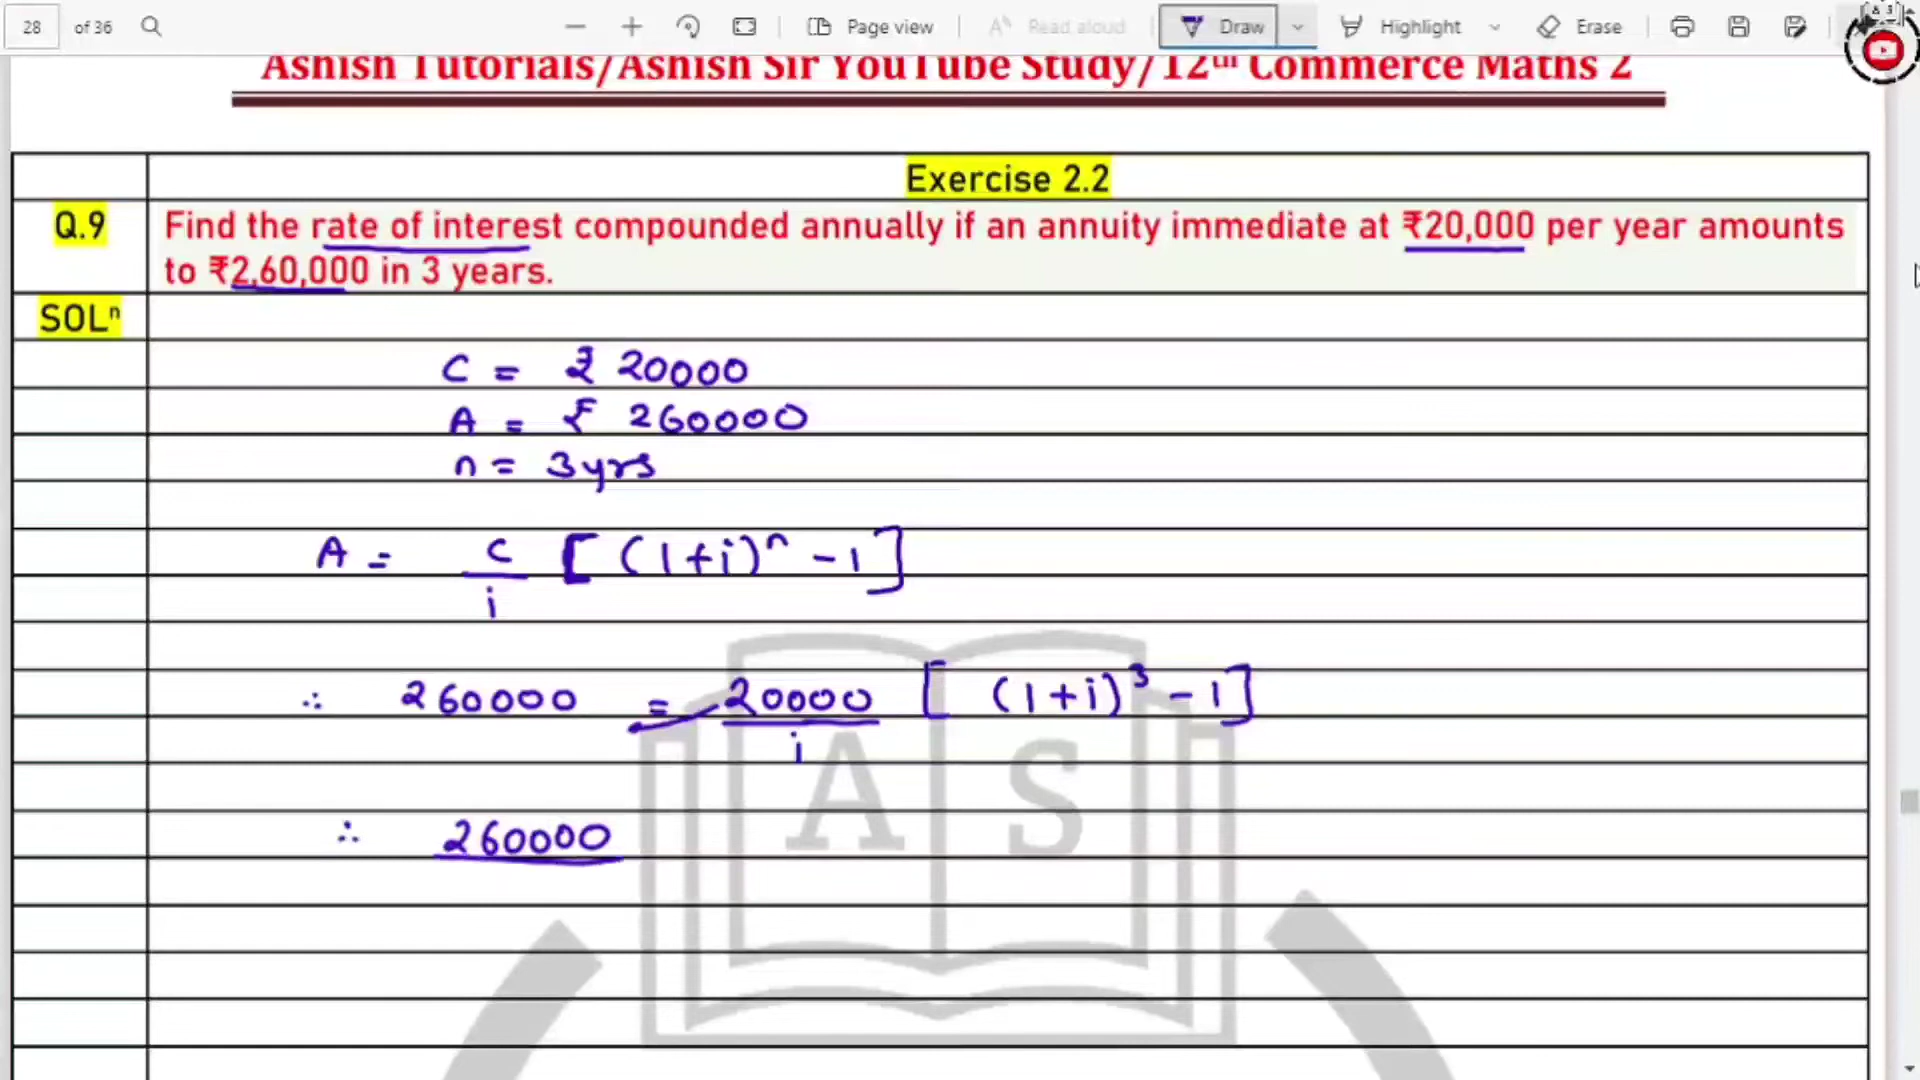 28 of 36 Page view Read aloud Draw Highlight Erase
Ashish Tutorials/Ashish Sir YouTube Study/12th Commerce Maths 2
Exercise 2.2
Q.9 Find the rate of interest compounded annually if an annuity immediate at ₹20,000 per year amounts
to ₹2,60,000 in 3 years.
SOLⁿ
C = ₹ 20000
A = ₹ 260000
n = 3yrs
A = C/i [(1+i)ⁿ - 1]
∴ 260000 = 20000/i [(1+i)³ - 1]
∴ 260000
A S